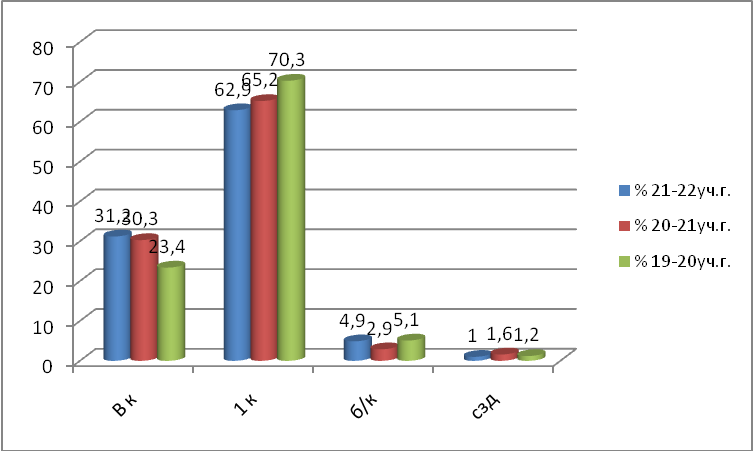 80
70
60
50
40
30
20
10
0
31,2 30,3 23,4
62,9 65,2 70,3
4,9 2,9 5,1
1 1,6 1,2
В к
1 к
б/к
сзд
% 21-22уч.г.
% 20-21уч.г.
% 19-20уч.г.